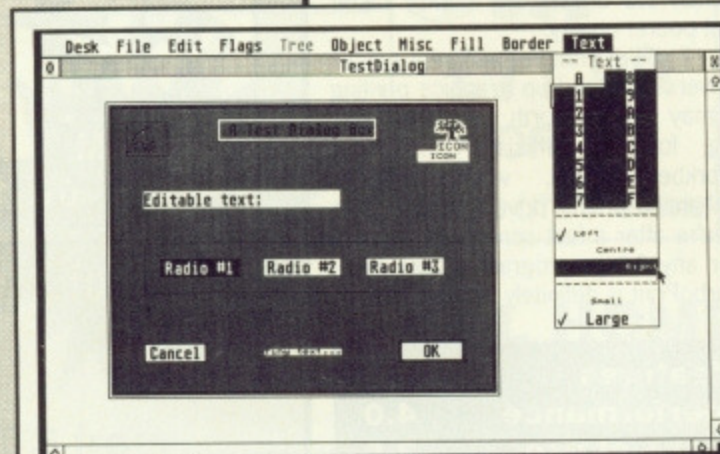 Desk File Edit Flags Tree Object Misc Fill Border Text
TestDialog
-- Text --
0 8
1 9
2 A
3 B
4 C
5 D
6 E
7 F
✓ Left
Centre
Right
Small
✓ Large
A Test Dialog Box
ICON
ICON
Editable text:
Radio #1 Radio #2 Radio #3
Cancel
Tiny text...
OK